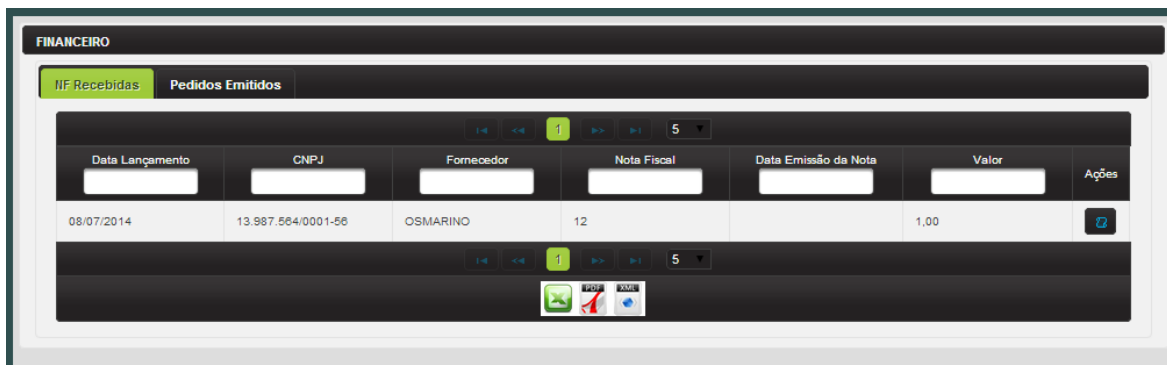 FINANCEIRO
NF Recebidas Pedidos Emitidos
1 5
Data Lançamento CNPJ Fornecedor Nota Fiscal Data Emissão da Nota Valor Ações
08/07/2014 13.987.564/0001-56 OSMARINO 12 1,00
1 5
PDF XML